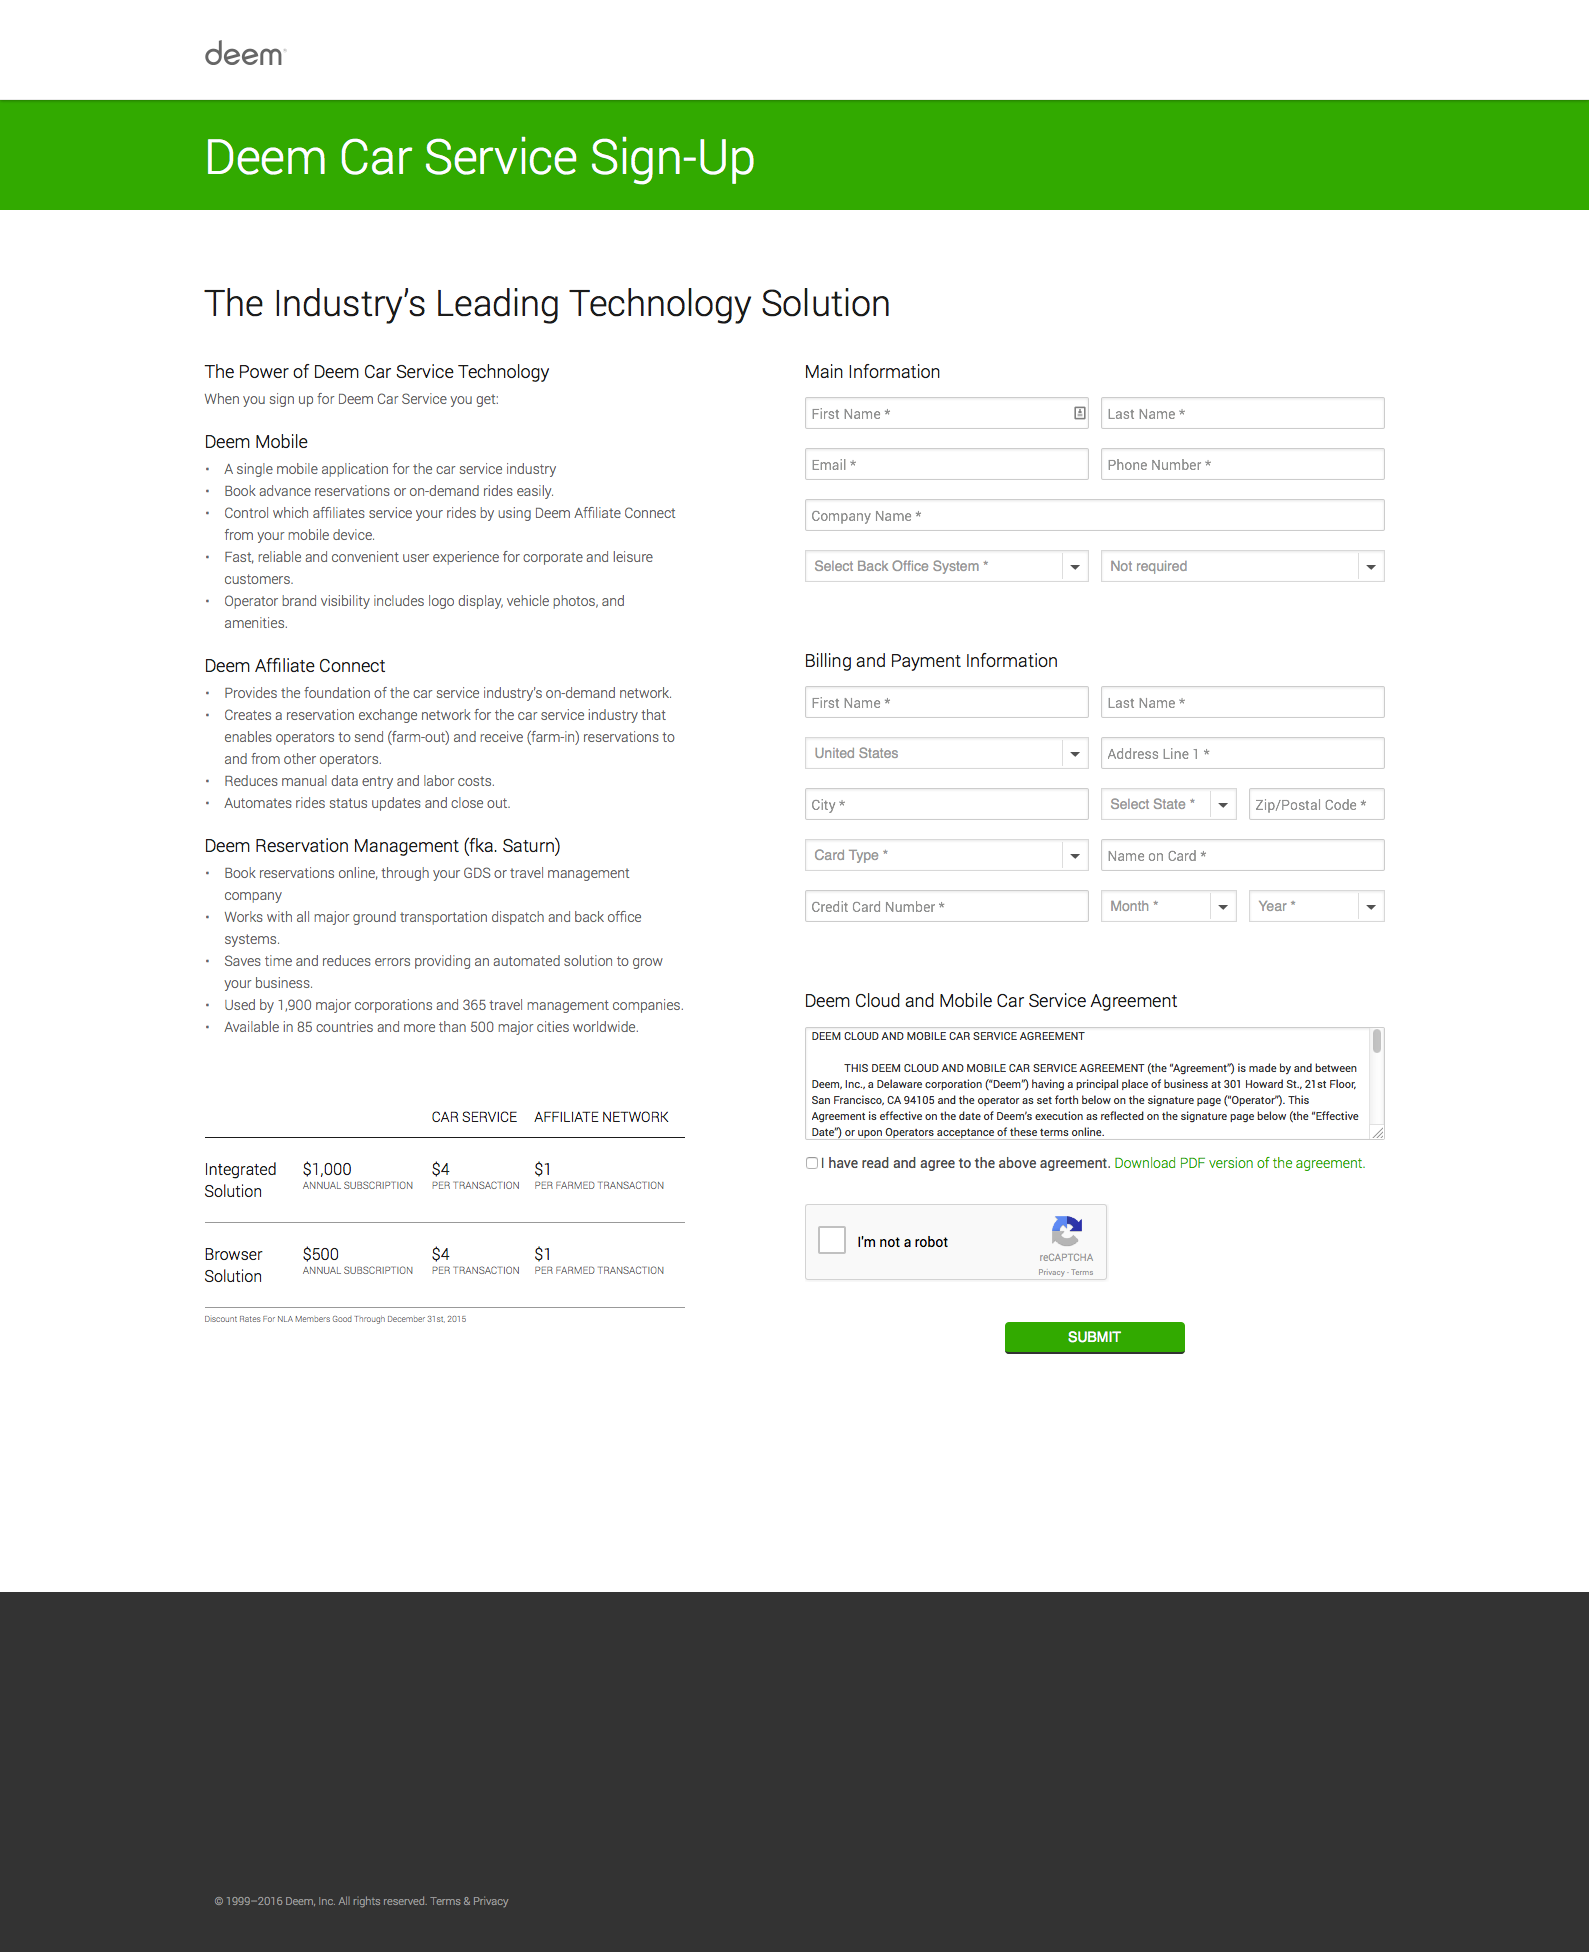 deem
Deem Car Service Sign-Up
The Industry's Leading Technology Solution
The Power of Deem Car Service Technology
When you sign up for Deem Car Service you get:
Deem Mobile
· A single mobile application for the car service industry
· Book advance reservations or on-demand rides easily.
· Control which affiliates service your rides by using Deem Affiliate Connect
from your mobile device.
· Fast, reliable and convenient user experience for corporate and leisure
customers.
· Operator brand visibility includes logo display, vehicle photos, and
amenities.
Deem Affiliate Connect
· Provides the foundation of the car service industry's on-demand network.
· Creates a reservation exchange network for the car service industry that
enables operators to send (farm-out) and receive (farm-in) reservations to
and from other operators.
· Reduces manual data entry and labor costs.
· Automates rides status updates and close out.
Deem Reservation Management (fka. Saturn)
· Book reservations online, through your GDS or travel management
company
· Works with all major ground transportation dispatch and back office
systems.
· Saves time and reduces errors providing an automated solution to grow
your business.
· Used by 1,900 major corporations and 365 travel management companies.
· Available in 85 countries and more than 500 major cities worldwide.
CAR SERVICE AFFILIATE NETWORK
Integrated $1,000 $4 $1
Solution ANNUAL SUBSCRIPTION PER TRANSACTION PER FARMED TRANSACTION
Browser $500 $4 $1
Solution ANNUAL SUBSCRIPTION PER TRANSACTION PER FARMED TRANSACTION
Discount Rates For NLA Members Good Through December 31st, 2015
Main Information
First Name * Last Name *
Email * Phone Number *
Company Name *
Select Back Office System * Not required
Billing and Payment Information
First Name * Last Name *
United States Address Line 1 *
City * Select State * Zip/Postal Code *
Card Type * Name on Card *
Credit Card Number * Month * Year *
Deem Cloud and Mobile Car Service Agreement
DEEM CLOUD AND MOBILE CAR SERVICE AGREEMENT
THIS DEEM CLOUD AND MOBILE CAR SERVICE AGREEMENT (the "Agreement") is made by and between
Deem, Inc., a Delaware corporation ("Deem") having a principal place of business at 301 Howard St., 21st Floor,
San Francisco, CA 94105 and the operator as set forth below on the signature page ("Operator"). This
Agreement is effective on the date of Deem's execution as reflected on the signature page below (the "Effective
Date") or upon Operators acceptance of these terms online.
I have read and agree to the above agreement. Download PDF version of the agreement.
I'm not a robot
reCAPTCHA
Privacy - Terms
SUBMIT
© 1999–2016 Deem, Inc. All rights reserved. Terms & Privacy